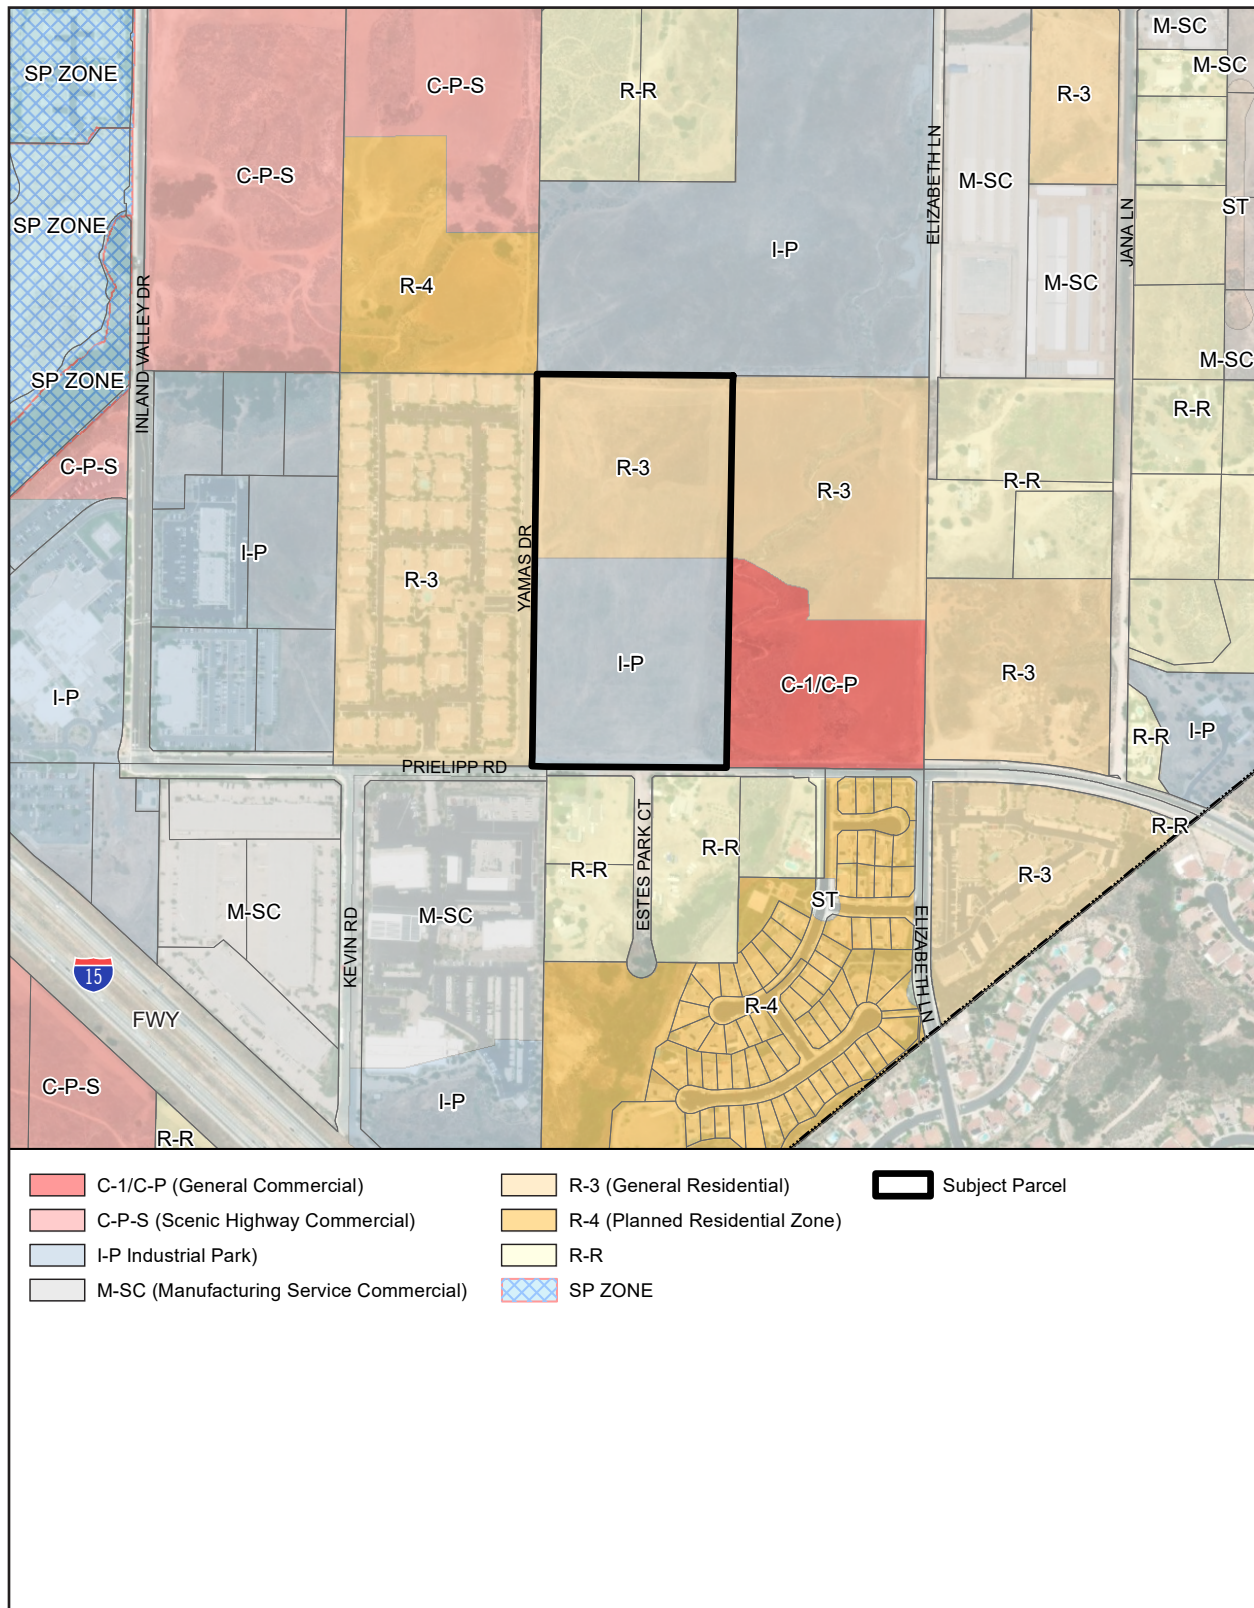 M-SC
SP ZONE
C-P-S
R-R
R-3
M-SC
C-P-S
M-SC
ST
SP ZONE
ELIZABETH LN
JANA LN
I-P
R-4
M-SC
INLAND VALLEY DR
M-SC
SP ZONE
R-R
C-P-S
R-3
R-3
R-R
I-P
YAMAS DR
R-3
I-P
R-3
C-1/C-P
I-P
R-R
I-P
PRIELIPP RD
R-R
R-R
ESTES PARK CT
R-R
R-3
M-SC
KEVIN RD
M-SC
ST
ELIZABETH LN
15
FWY
R-4
C-P-S
I-P
R-R
C-1/C-P (General Commercial)
C-P-S (Scenic Highway Commercial)
I-P Industrial Park)
M-SC (Manufacturing Service Commercial)
R-3 (General Residential)
R-4 (Planned Residential Zone)
R-R
SP ZONE
Subject Parcel